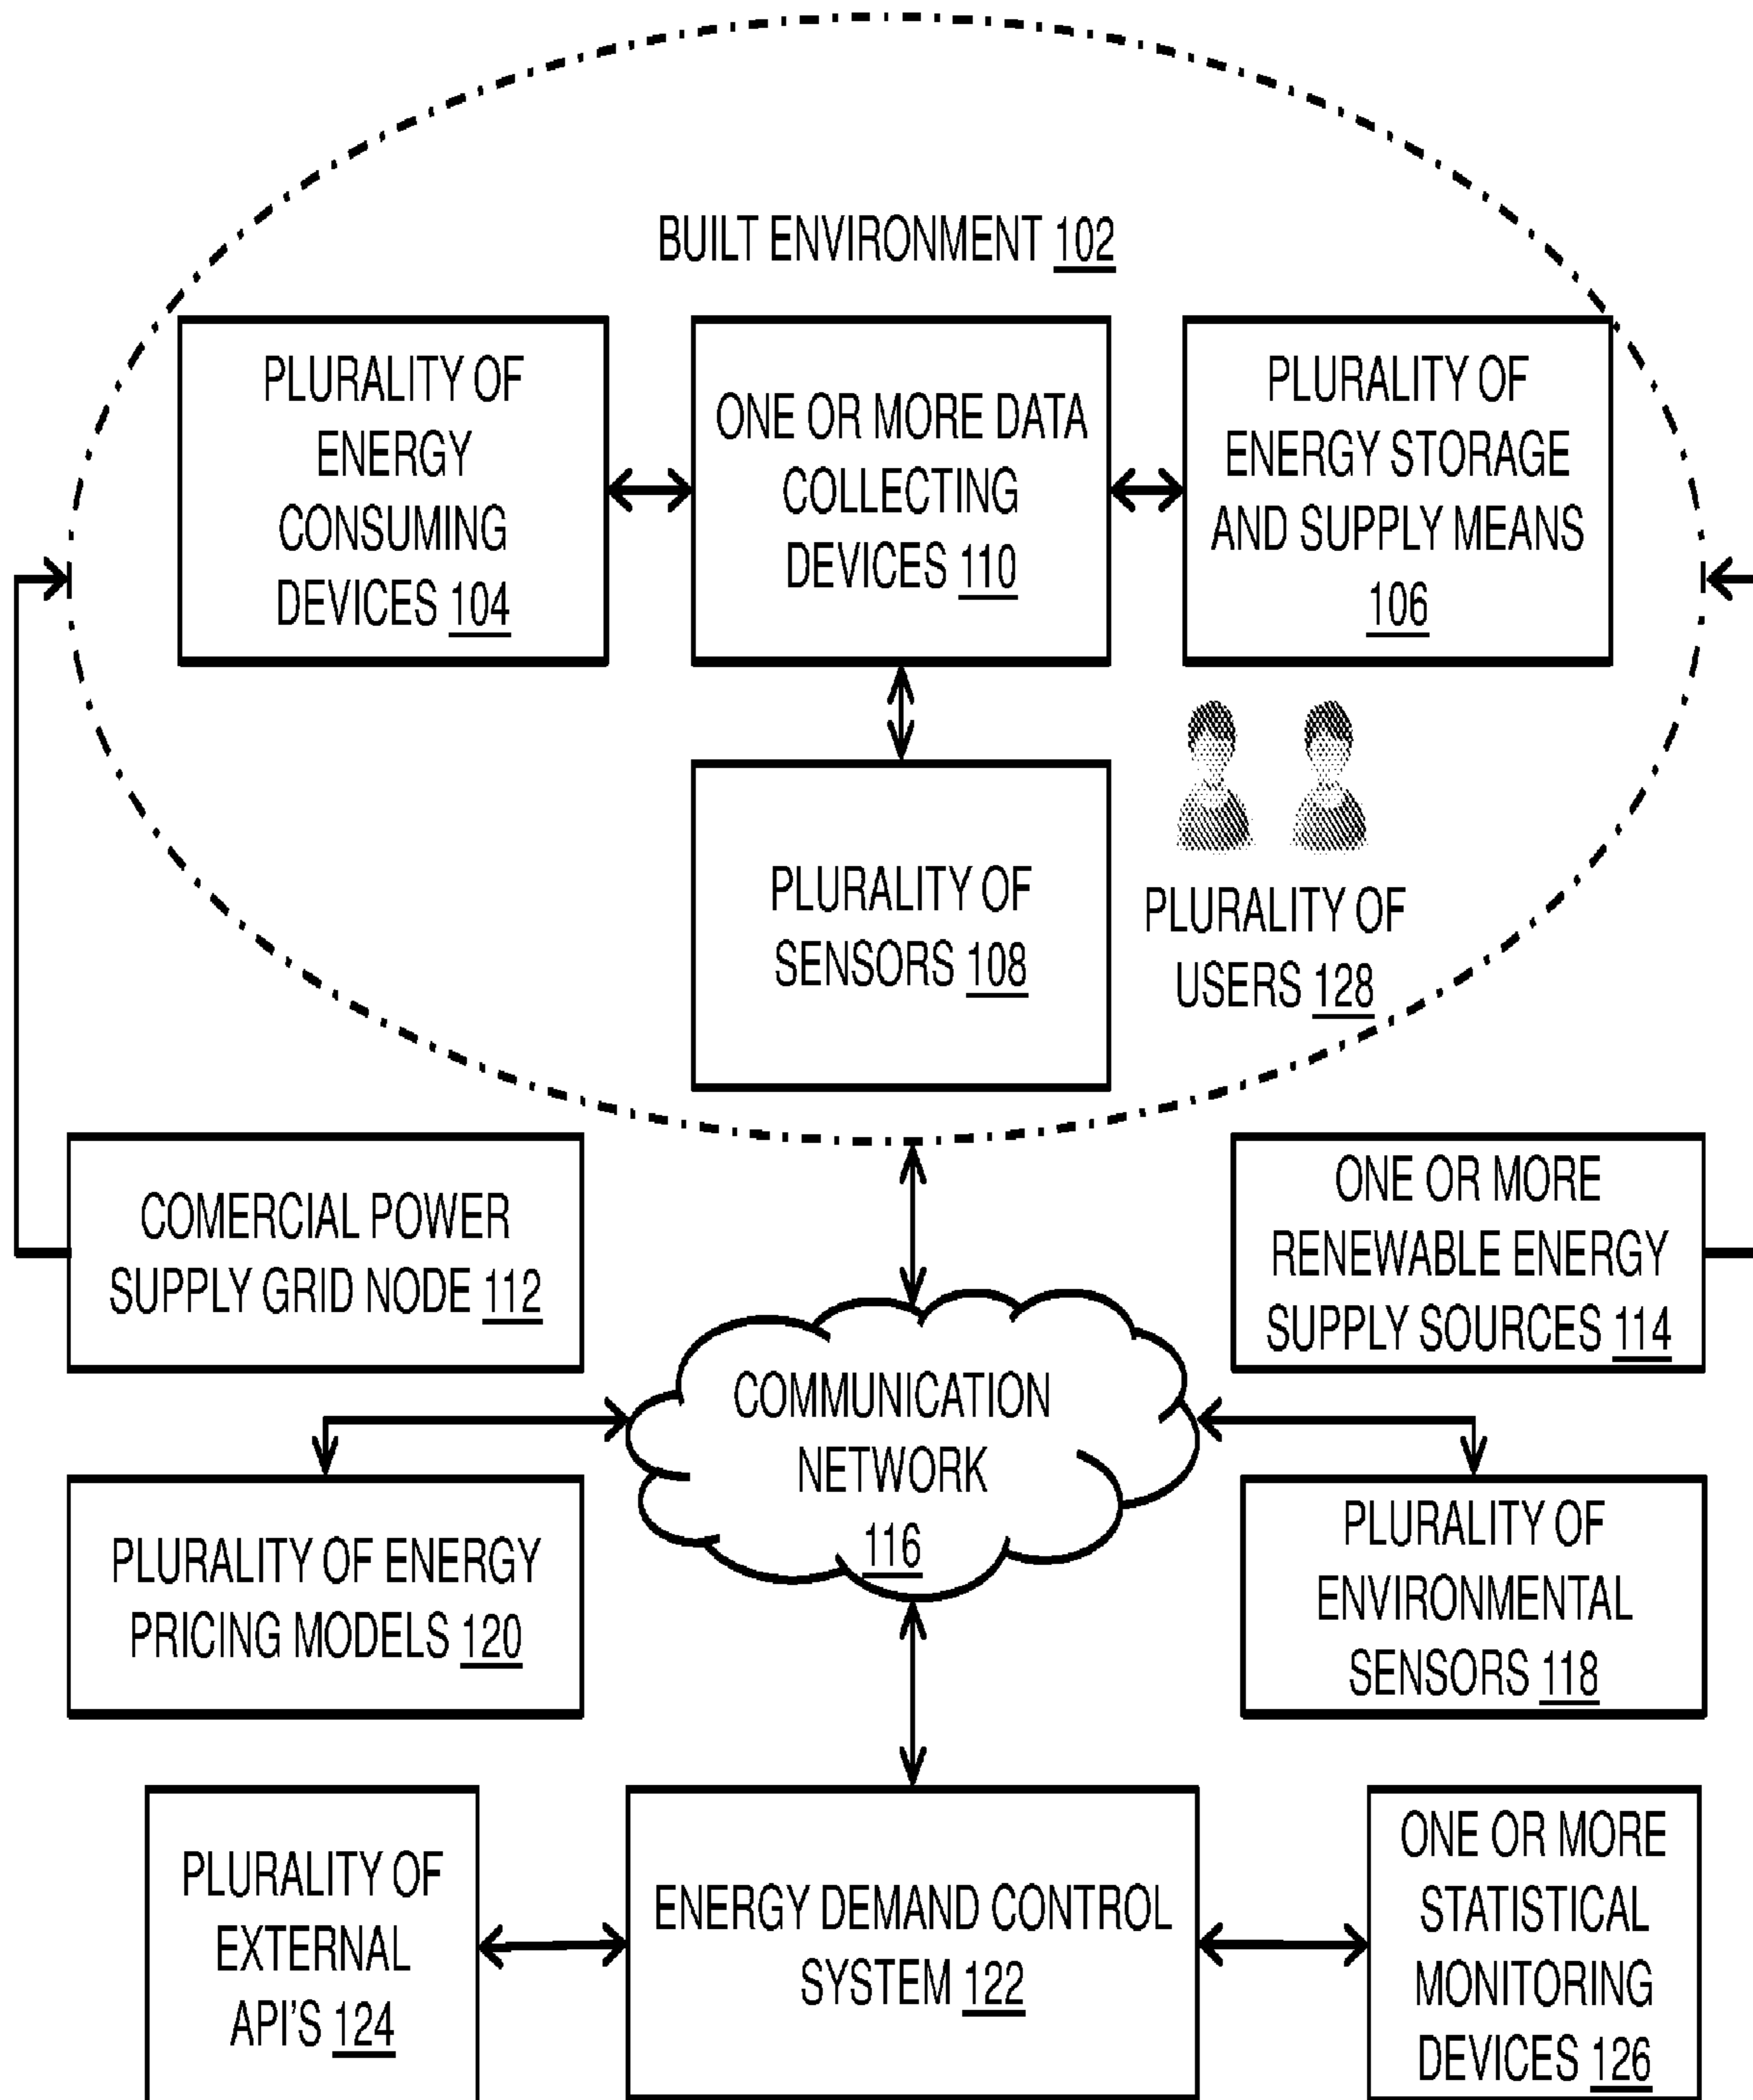 BUILT ENVIRONMENT 102
PLURALITY OF
ENERGY
CONSUMING
DEVICES 104
ONE OR MORE DATA
COLLECTING
DEVICES 110
PLURALITY OF
ENERGY STORAGE
AND SUPPLY MEANS
106
PLURALITY OF
SENSORS 108
PLURALITY OF
USERS 128
COMERCIAL POWER
SUPPLY GRID NODE 112
ONE OR MORE
RENEWABLE ENERGY
SUPPLY SOURCES 114
COMMUNICATION
NETWORK
116
PLURALITY OF ENERGY
PRICING MODELS 120
PLURALITY OF
ENVIRONMENTAL
SENSORS 118
PLURALITY OF
EXTERNAL
API'S 124
ENERGY DEMAND CONTROL
SYSTEM 122
ONE OR MORE
STATISTICAL
MONITORING
DEVICES 126